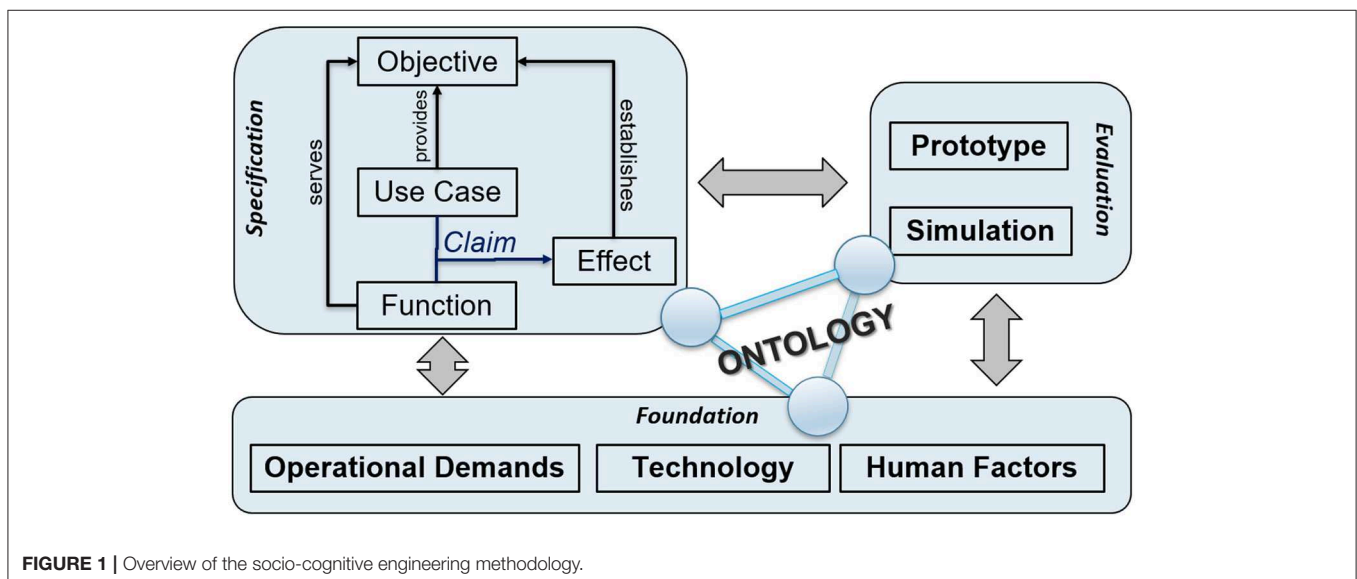 Objective
Specification
serves
provides
establishes
Use Case
Claim
Effect
Function
Prototype
Simulation
Evaluation
ONTOLOGY
Foundation
Operational Demands
Technology
Human Factors
FIGURE 1 | Overview of the socio-cognitive engineering methodology.